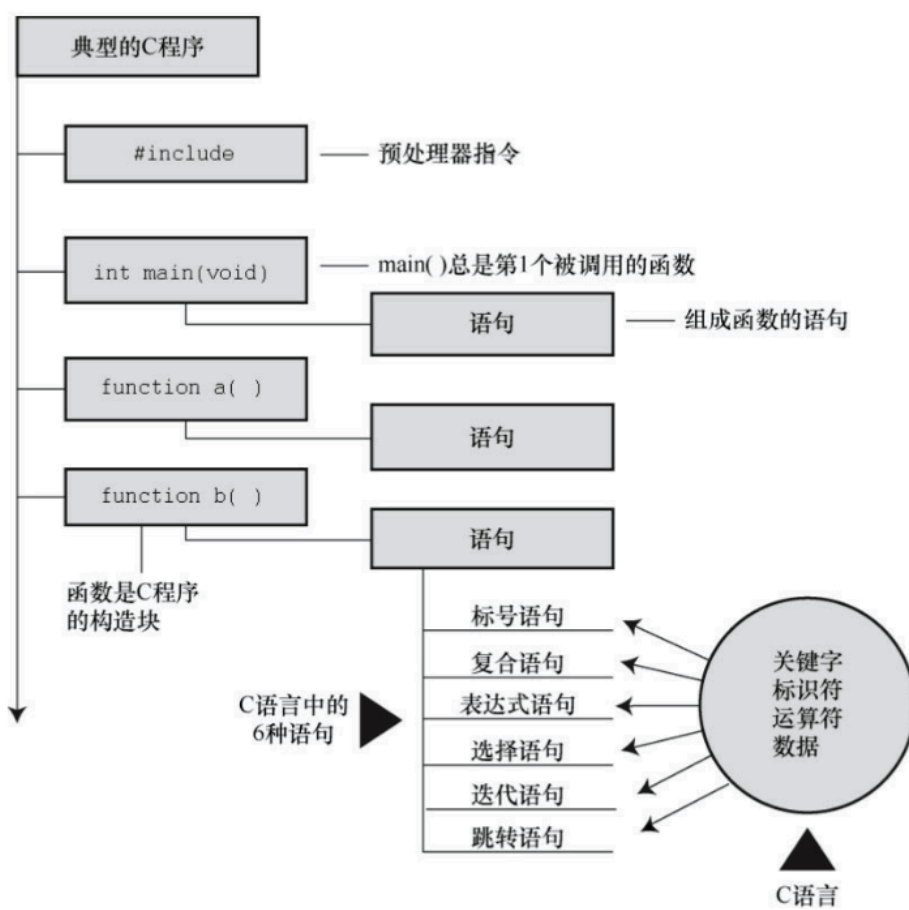 典型的C程序
#include
预处理器指令
int main(void)
main( )总是第1个被调用的函数
语句
组成函数的语句
function a( )
语句
function b( )
语句
函数是C程序
的构造块
标号语句
复合语句
表达式语句
选择语句
迭代语句
跳转语句
C语言中的
6种语句
关键字
标识符
运算符
数据
C语言